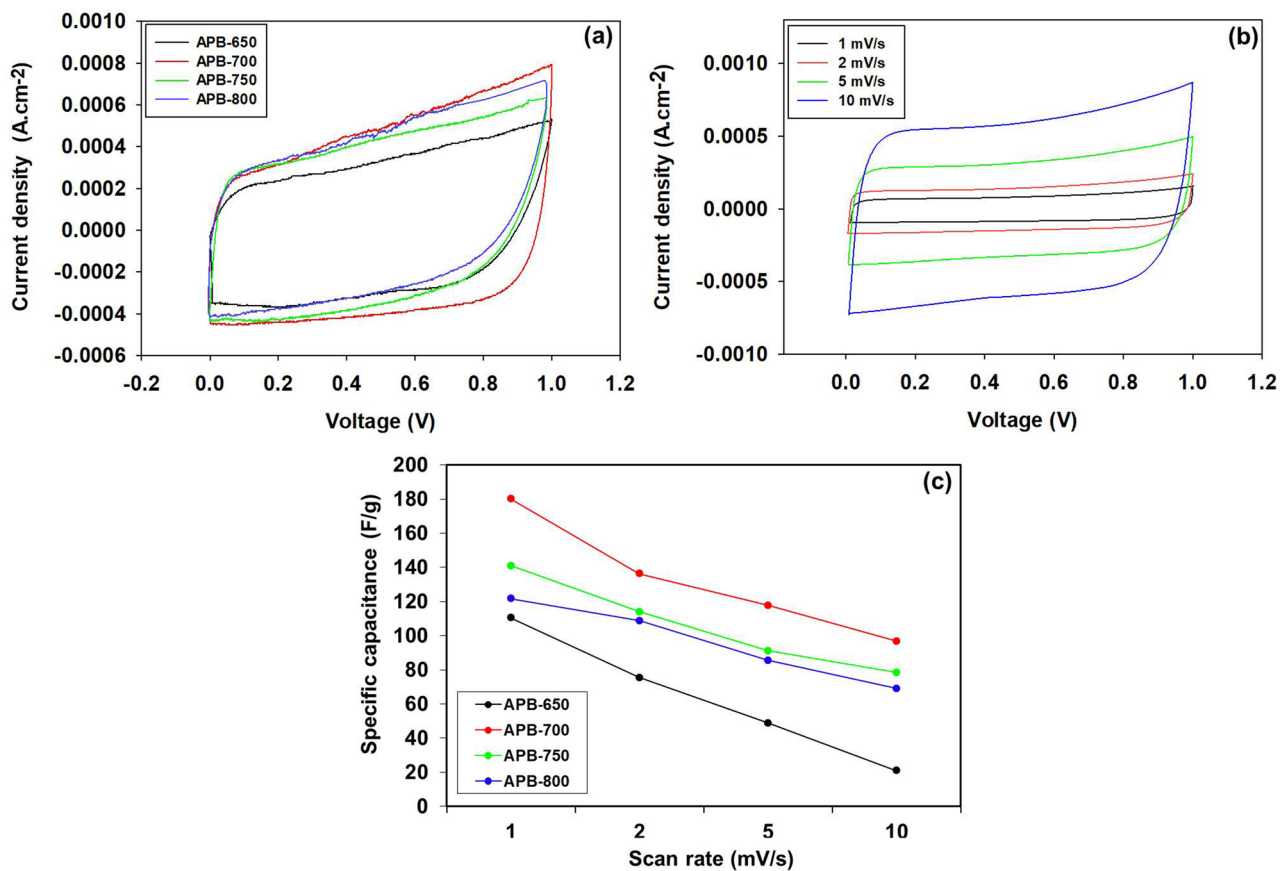 (a)
Current density (A.cm-2)
0.0010
0.0008
0.0006
0.0004
0.0002
0.0000
-0.0002
-0.0004
-0.0006
APB-650
APB-700
APB-750
APB-800
-0.2 0.0 0.2 0.4 0.6 0.8 1.0 1.2
Voltage (V)
(b)
Current density (A.cm-2)
0.0010
0.0005
0.0000
-0.0005
-0.0010
1 mV/s
2 mV/s
5 mV/s
10 mV/s
0.0 0.2 0.4 0.6 0.8 1.0 1.2
Voltage (V)
(c)
Specific capacitance (F/g)
200
180
160
140
120
100
80
60
40
20
0
APB-650
APB-700
APB-750
APB-800
1 2 5 10
Scan rate (mV/s)